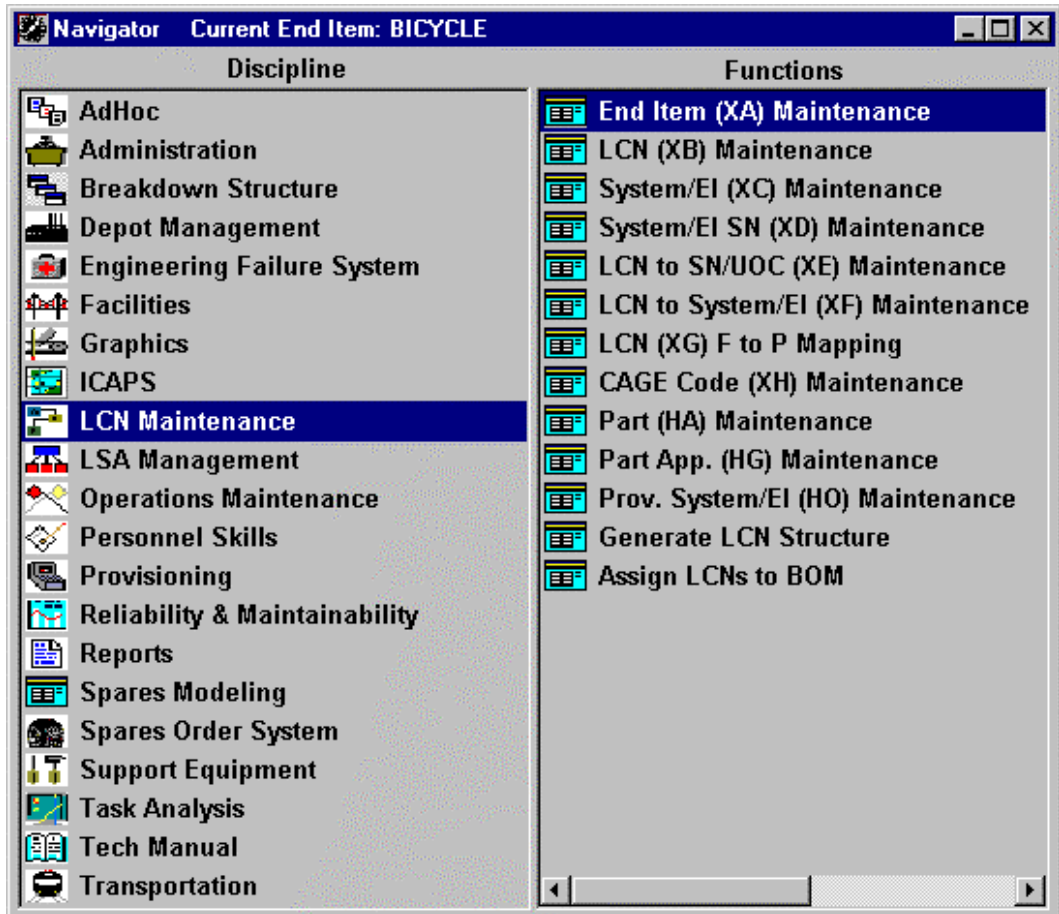 Navigator Current End Item: BICYCLE
Discipline
AdHoc
Administration
Breakdown Structure
Depot Management
Engineering Failure System
Facilities
Graphics
ICAPS
LCN Maintenance
LSA Management
Operations Maintenance
Personnel Skills
Provisioning
Reliability & Maintainability
Reports
Spares Modeling
Spares Order System
Support Equipment
Task Analysis
Tech Manual
Transportation
Functions
End Item (XA) Maintenance
LCN (XB) Maintenance
System/EI (XC) Maintenance
System/EI SN (XD) Maintenance
LCN to SN/UOC (XE) Maintenance
LCN to System/EI (XF) Maintenance
LCN (XG) F to P Mapping
CAGE Code (XH) Maintenance
Part (HA) Maintenance
Part App. (HG) Maintenance
Prov. System/EI (HO) Maintenance
Generate LCN Structure
Assign LCNs to BOM